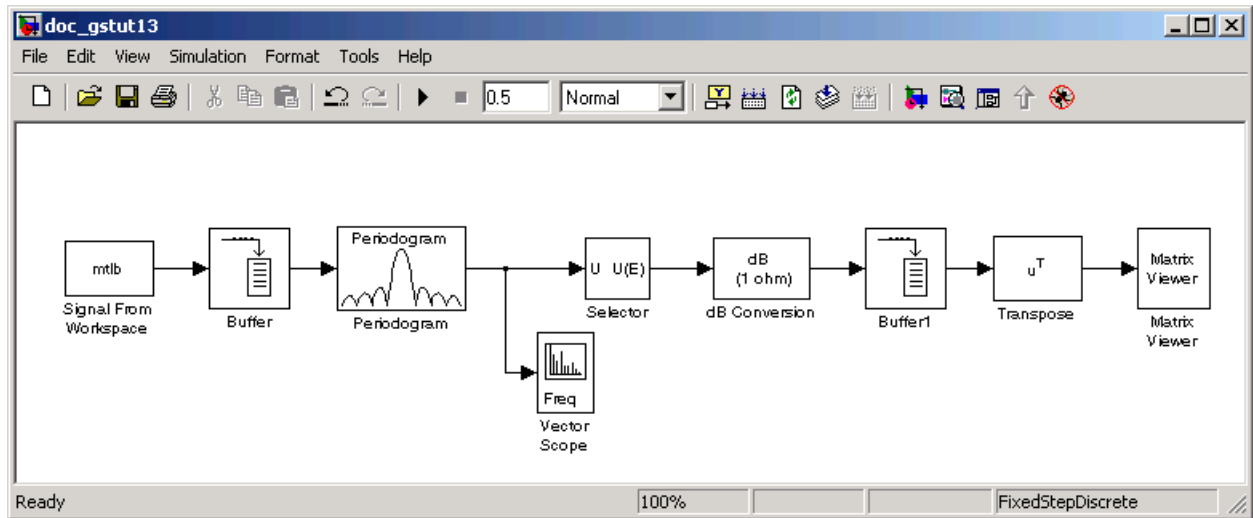 doc_gstut13
File Edit View Simulation Format Tools Help
0.5 Normal
mtlb
Signal From
Workspace
Buffer
Periodogram
Periodogram
U U(E)
Selector
dB
(1 ohm)
dB Conversion
Buffer1
uᵀ
Transpose
Matrix
Viewer
Matrix
Viewer
Freq
Vector
Scope
Ready 100% FixedStepDiscrete